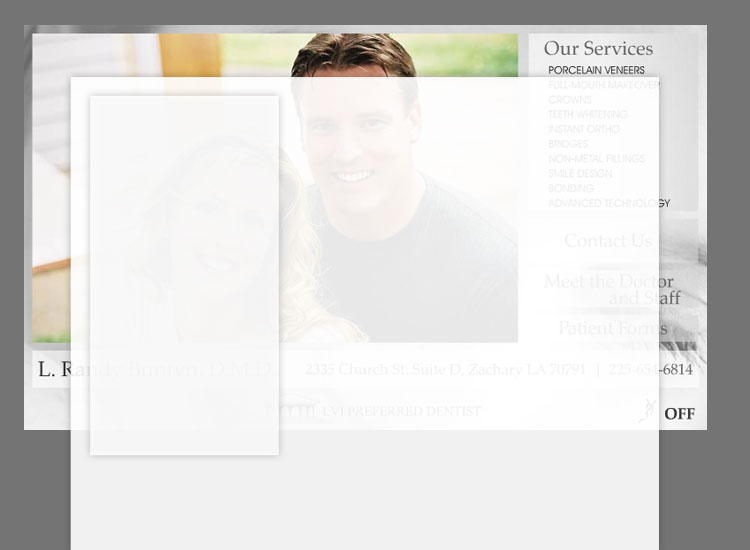 Our Services
PORCELAIN VENEERS
FULL-MOUTH MAKEOVER
CROWNS
TEETH WHITENING
INSTANT ORTHO
BRIDGES
NON-METAL FILLINGS
SMILE DESIGN
BONDING
ADVANCED TECHNOLOGY
Contact Us
Meet the Doctor
and Staff
Patient Forms
L. Randy Buntyn, D.M.D. 2335 Church St. Suite D, Zachary LA 70791 | 225-654-6814
LVI PREFERRED DENTIST
OFF